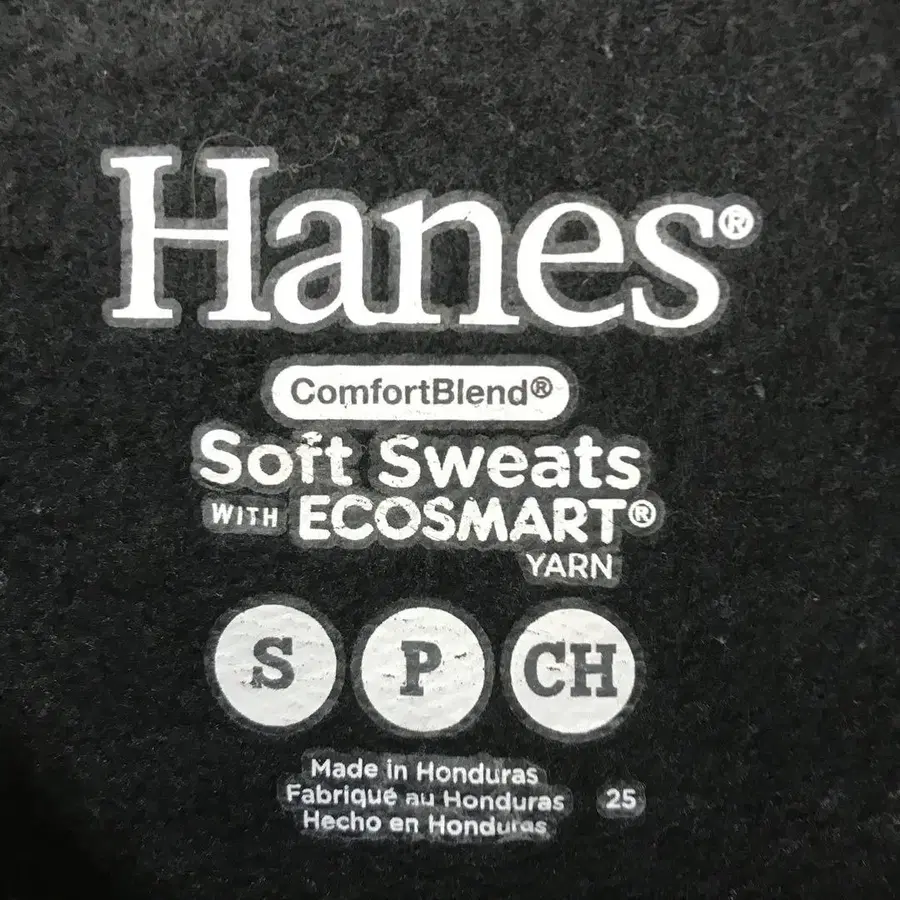 Hanes®
ComfortBlend®
Soft Sweats
WITH ECOSMART®
YARN
S P CH
Made in Honduras
Fabriqué au Honduras 25
Hecho en Honduras